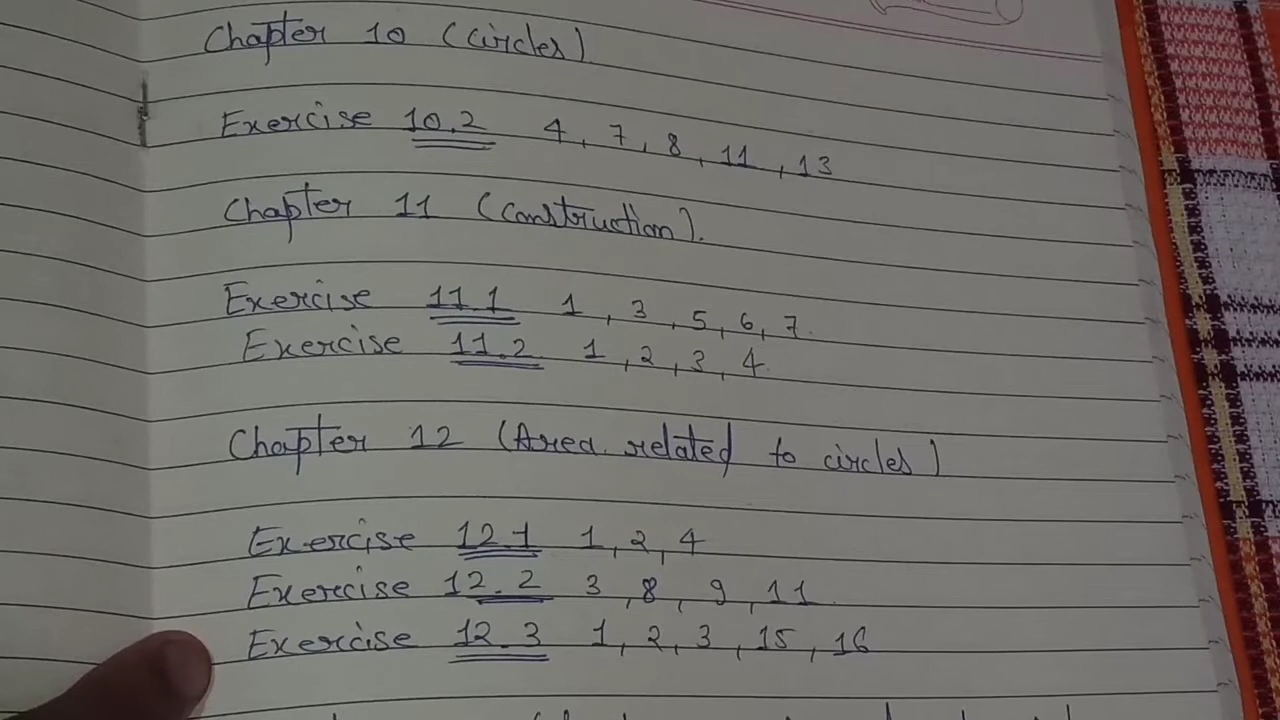 Chapter 10 (Circles)
Exercise 10.2 4, 7, 8, 11, 13
Chapter 11 (Construction).
Exercise 11.1 1, 3, 5, 6, 7.
Exercise 11.2 1, 2, 3, 4.
Chapter 12 (Area related to circles)
Exercise 12.1 1, 2, 4
Exercise 12.2 3, 8, 9, 11
Exercise 12.3 1, 2, 3, 15, 16